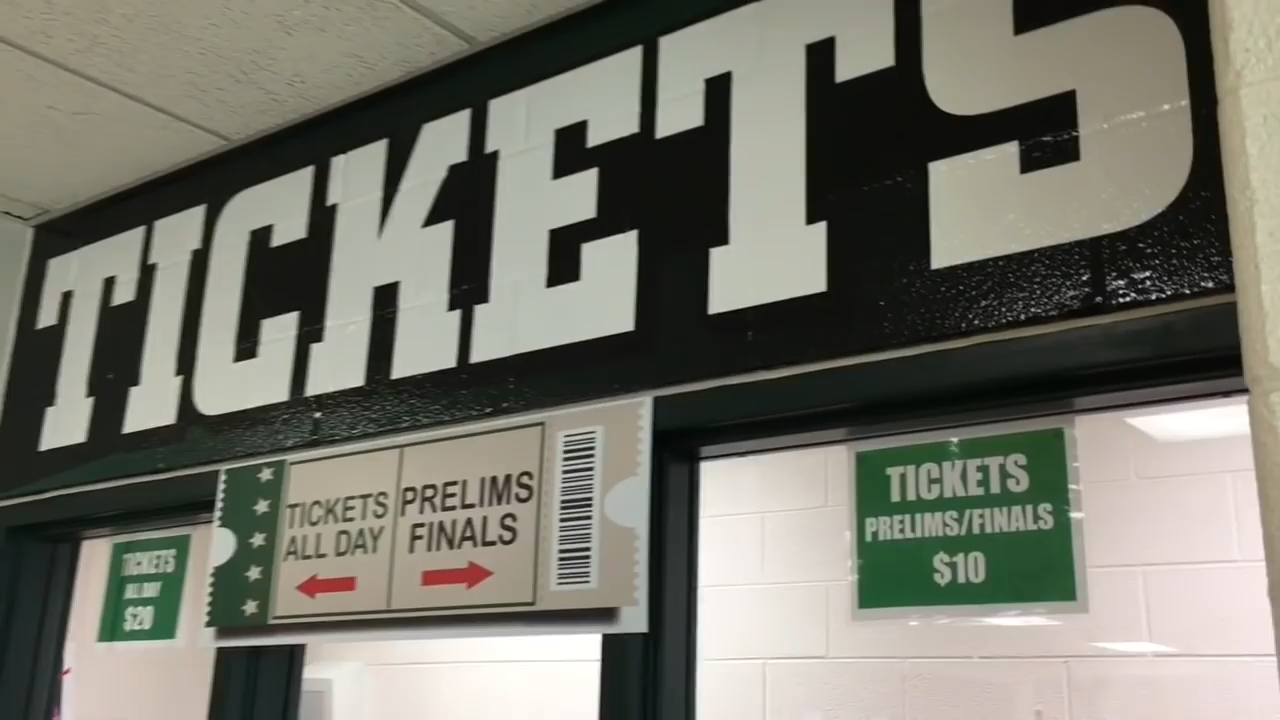 TICKETS
TICKETS
ALL DAY
PRELIMS
FINALS
TICKETS
ALL DAY
$20
TICKETS
PRELIMS/FINALS
$10